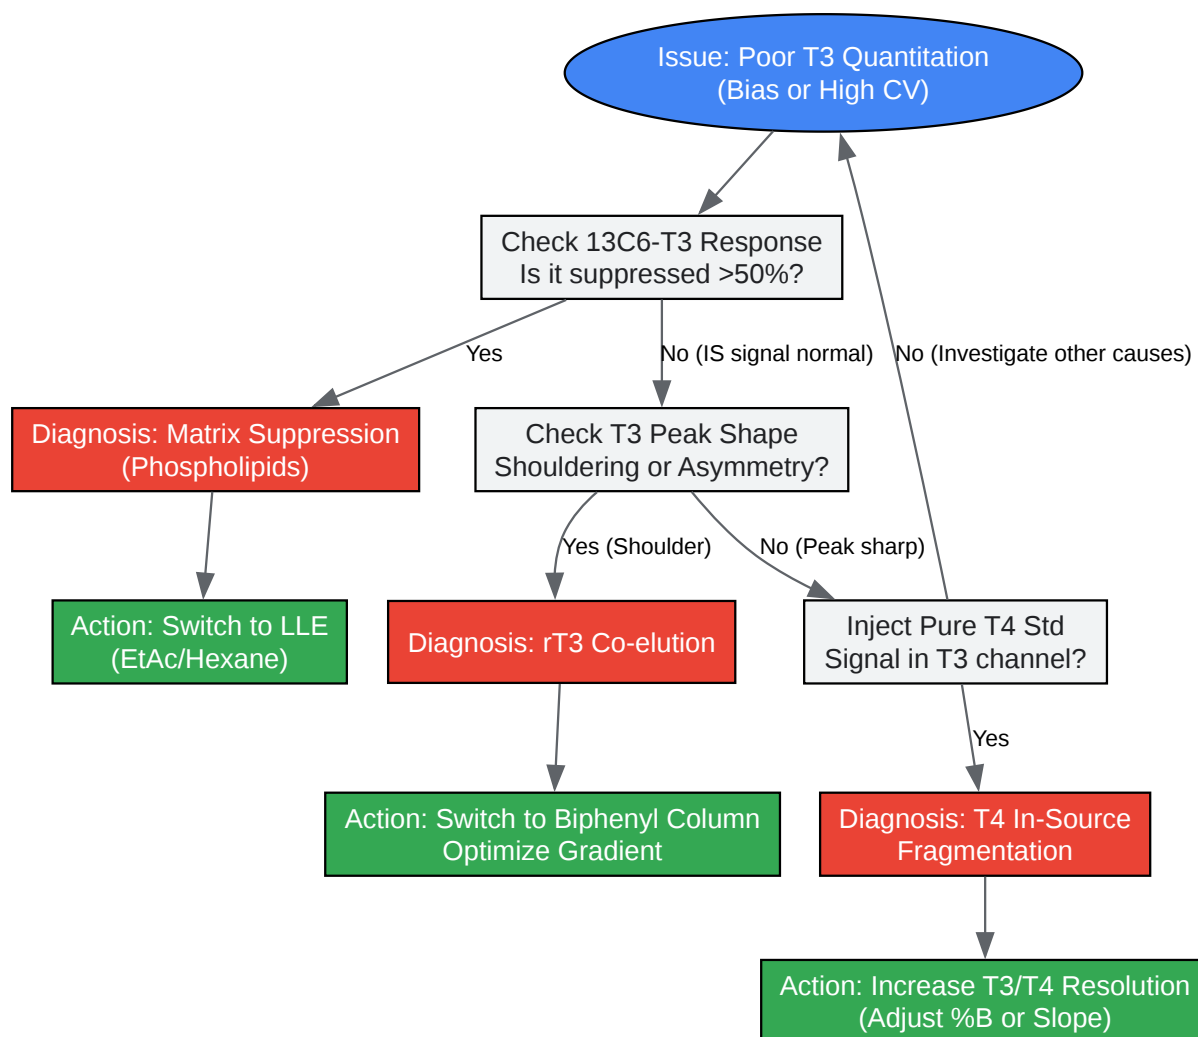 Issue: Poor T3 Quantitation
(Bias or High CV)
Check 13C6-T3 Response
Is it suppressed >50%?
Yes
No (IS signal normal)
No (Investigate other causes)
Diagnosis: Matrix Suppression
(Phospholipids)
Check T3 Peak Shape
Shouldering or Asymmetry?
Yes (Shoulder)
No (Peak sharp)
Action: Switch to LLE
(EtAc/Hexane)
Diagnosis: rT3 Co-elution
Inject Pure T4 Std
Signal in T3 channel?
Yes
Action: Switch to Biphenyl Column
Optimize Gradient
Diagnosis: T4 In-Source
Fragmentation
Action: Increase T3/T4 Resolution
(Adjust %B or Slope)